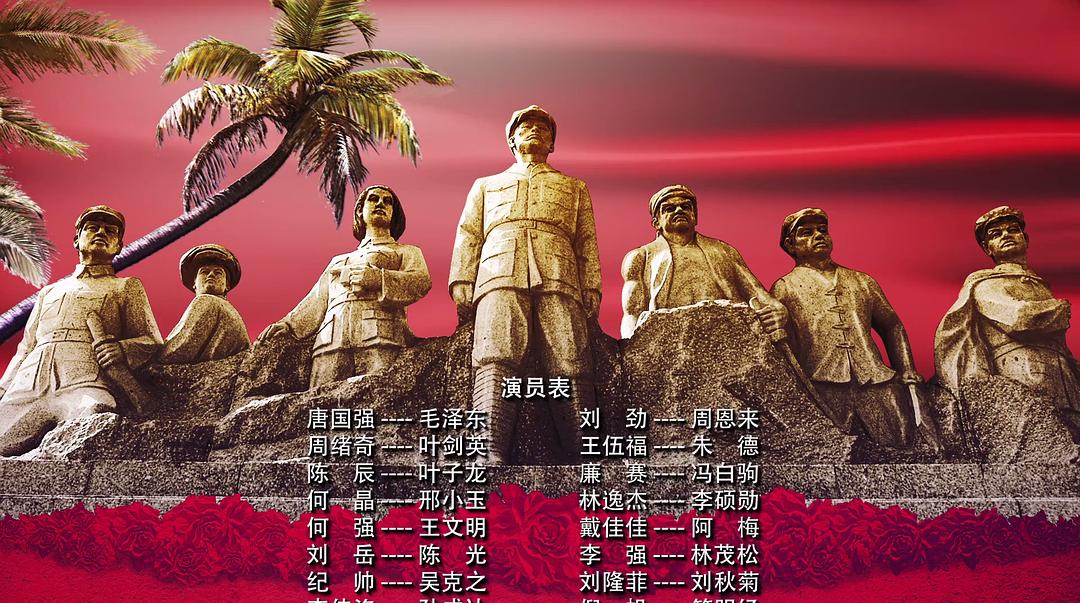 演员表
唐国强 ---- 毛泽东 刘 劲 ---- 周恩来
周绪奇 ---- 叶剑英 王伍福 ---- 朱 德
陈 辰 ---- 叶子龙 廉 赛 ---- 冯白驹
何 晶 ---- 邢小玉 林逸杰 ---- 李硕勋
何 强 ---- 王文明 戴佳佳 ---- 阿 梅
刘 岳 ---- 陈 光 李 强 ---- 林茂松
纪 帅 ---- 吴克之 刘隆菲 ---- 刘秋菊